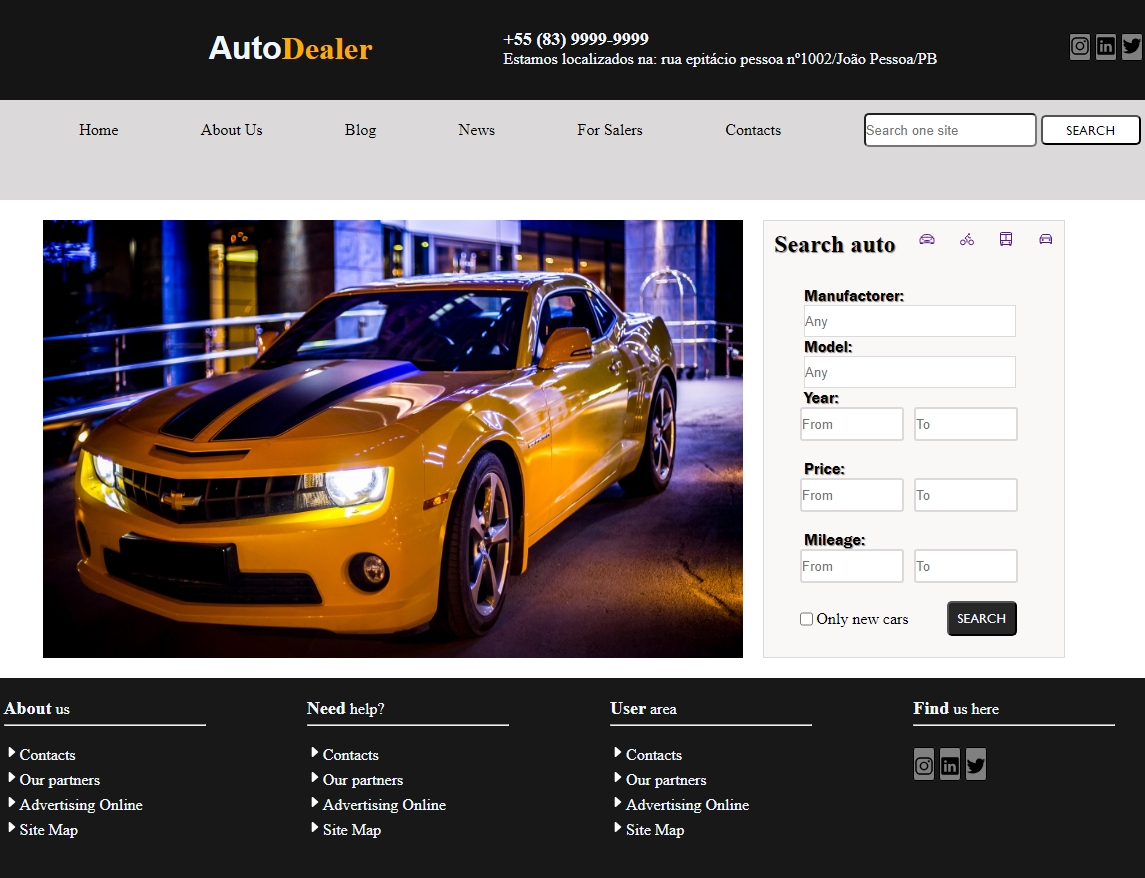 AutoDealer
+55 (83) 9999-9999
Estamos localizados na: rua epitácio pessoa nº1002/João Pessoa/PB
Home About Us Blog News For Salers Contacts Search one site SEARCH
Search auto
Manufactorer:
Any
Model:
Any
Year:
From To
Price:
From To
Mileage:
From To
Only new cars SEARCH
About us Need help? User area Find us here
Contacts Contacts Contacts
Our partners Our partners Our partners
Advertising Online Advertising Online Advertising Online
Site Map Site Map Site Map